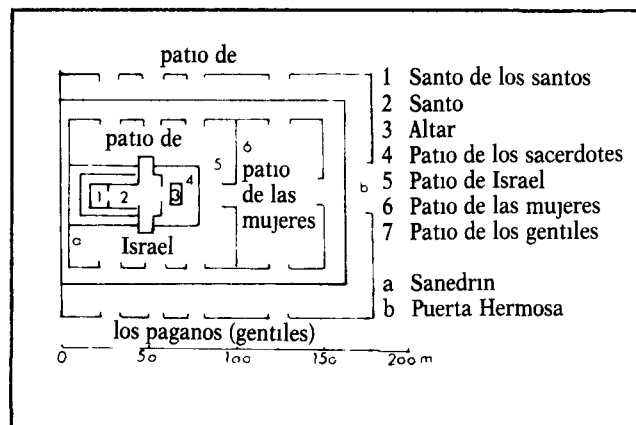 patio de
patio de
1 2 3 4 5 6
patio
de las
mujeres
a
b
Israel
los paganos (gentiles)
0 50 100 150 200 m
1 Santo de los santos
2 Santo
3 Altar
4 Patio de los sacerdotes
5 Patio de Israel
6 Patio de las mujeres
7 Patio de los gentiles
a Sanedrın
b Puerta Hermosa